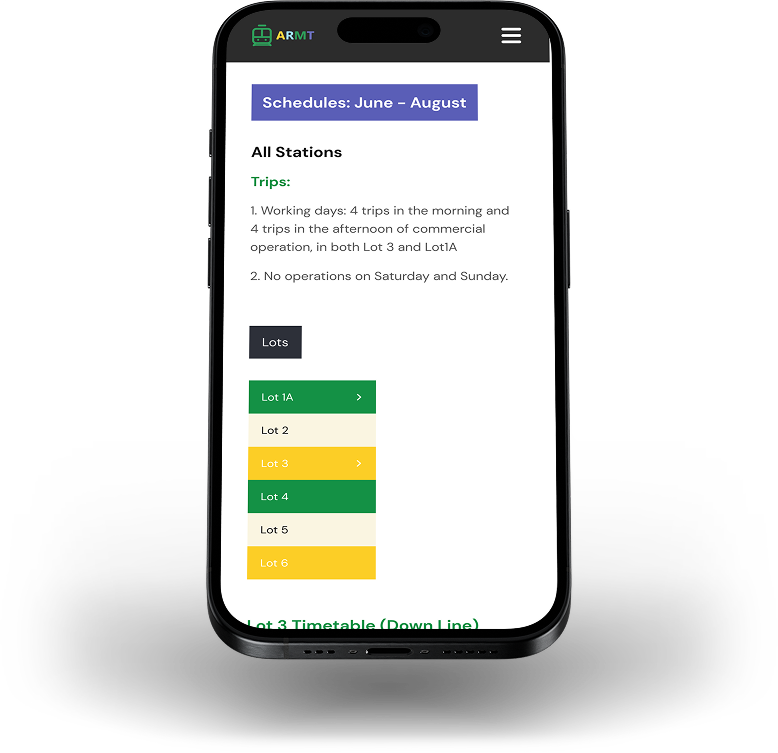 ARMT
Schedules: June - August
All Stations
Trips:
1. Working days: 4 trips in the morning and
4 trips in the afternoon of commercial
operation, in both Lot 3 and Lot1A
2. No operations on Saturday and Sunday.
Lots
Lot 1A
Lot 2
Lot 3
Lot 4
Lot 5
Lot 6
Lot 3 Timetable (Down Line)